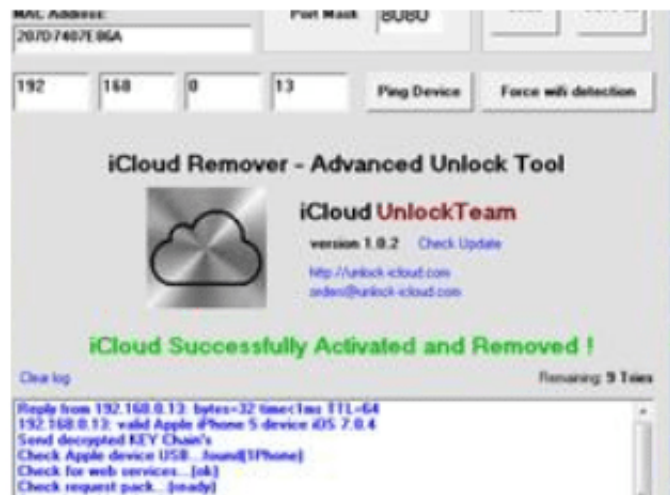 MAC Address:
Port Mask 8080
207D7407E86A
192 168 0 13 Ping Device Force wifi detection
iCloud Remover - Advanced Unlock Tool
iCloud UnlockTeam
version 1.0.2 Check Update
http://unlock-icloud.com
orders@unlock-icloud.com
iCloud Successfully Activated and Removed !
Clear log Remaining: 9 Tries
Reply from 192.168.0.13: bytes=32 time<1ms TTL=64
192.168.0.13: valid Apple iPhone 5 device iOS 7.0.4
Send decrypted KEY Chain's
Check Apple device USB...found(1Phone)
Check for web services...(ok)
Check request pack...(ready)